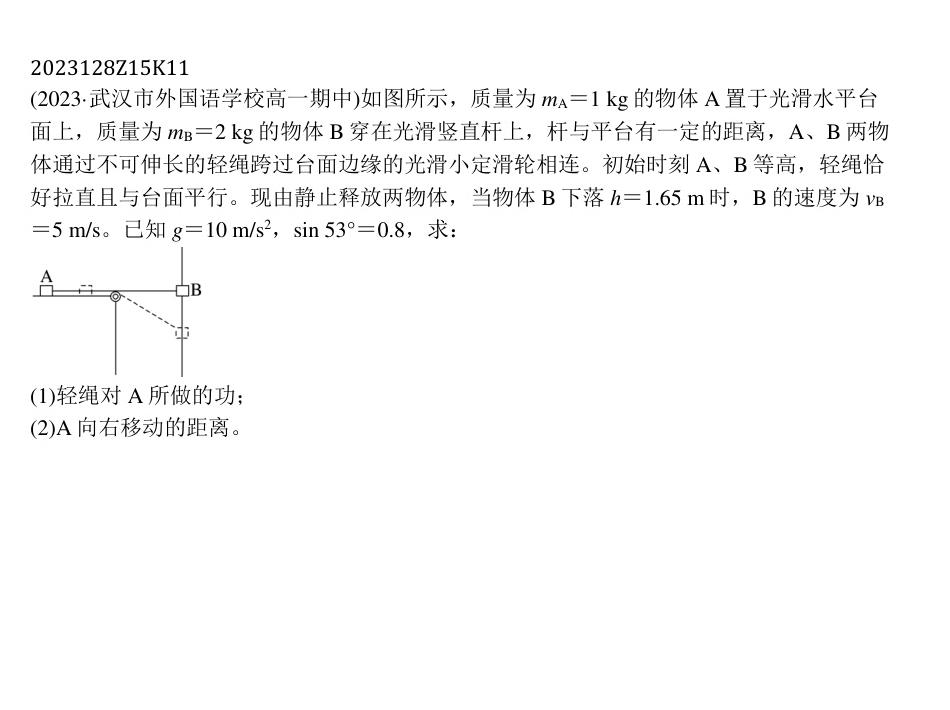 2023128Z15K11
(2023·武汉市外国语学校高一期中)如图所示，质量为 mA＝1 kg 的物体 A 置于光滑水平台
面上，质量为 mB＝2 kg 的物体 B 穿在光滑竖直杆上，杆与平台有一定的距离，A、B 两物
体通过不可伸长的轻绳跨过台面边缘的光滑小定滑轮相连。初始时刻 A、B 等高，轻绳恰
好拉直且与台面平行。现由静止释放两物体，当物体 B 下落 h＝1.65 m 时，B 的速度为 vB
＝5 m/s。已知 g＝10 m/s²，sin 53°＝0.8，求：
A
B
(1)轻绳对 A 所做的功；
(2)A 向右移动的距离。